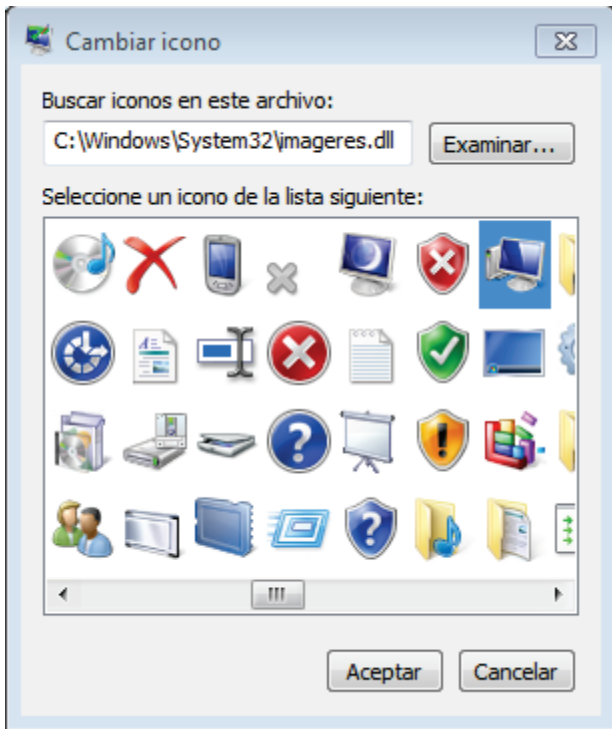 Cambiar icono
Buscar iconos en este archivo:
C:\Windows\System32\imageres.dll
Examinar...
Seleccione un icono de la lista siguiente:
Aceptar
Cancelar